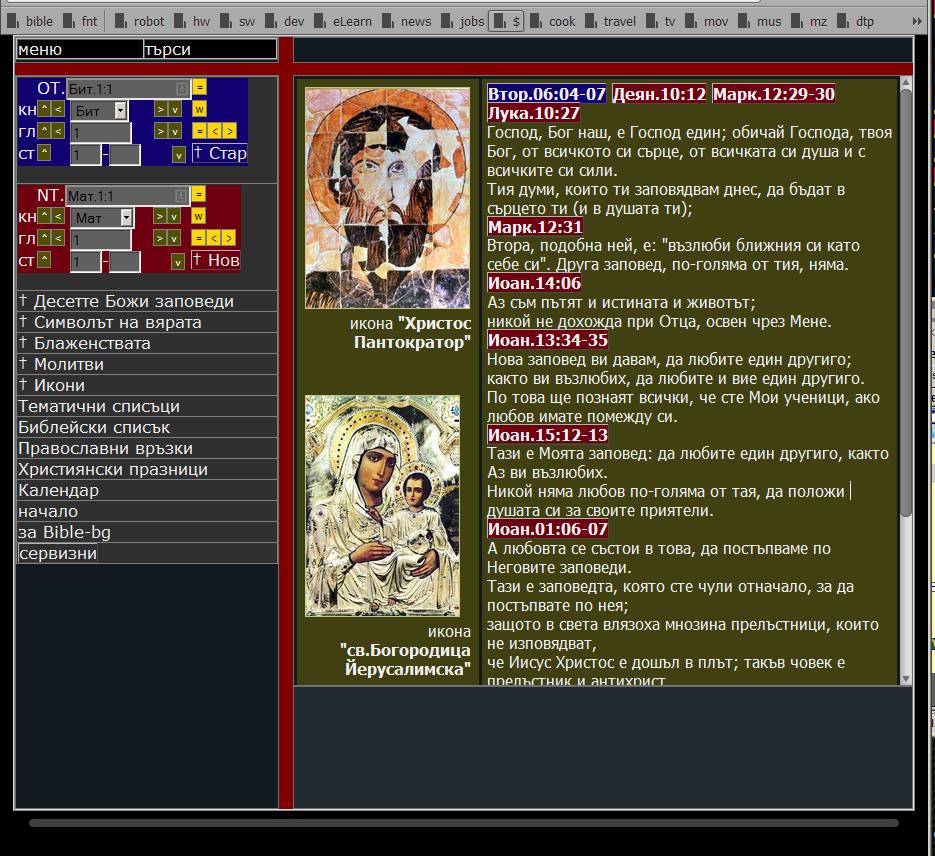 bible fnt robot hw sw dev eLearn news jobs $ cook travel tv mov mus mz dtp »
меню търси
ОТ. Бит.1:1 =
кн ^ < Бит > v w
гл ^ < 1 > v = < >
ст ^ 1 - v † Стар
NT. Мат.1:1 =
кн ^ < Мат > v w
гл ^ < 1 > v = < >
ст ^ 1 - v † Нов
† Десетте Божи заповеди
† Символът на вярата
† Блаженствата
† Молитви
† Икони
Тематични списъци
Библейски списък
Православни връзки
Християнски празници
Календар
начало
за Bible-bg
сервизни
икона "Христос
Пантократор"
икона
"св.Богородица
Йерусалимска"
Втор.06:04-07 Деян.10:12 Марк.12:29-30
Лука.10:27
Господ, Бог наш, е Господ един; обичай Господа, твоя
Бог, от всичкото си сърце, от всичката си душа и с
всичките си сили.
Тия думи, които ти заповядвам днес, да бъдат в
сърцето ти (и в душата ти);
Марк.12:31
Втора, подобна ней, е: "възлюби ближния си като
себе си". Друга заповед, по-голяма от тия, няма.
Иоан.14:06
Аз съм пътят и истината и животът;
никой не дохожда при Отца, освен чрез Мене.
Иоан.13:34-35
Нова заповед ви давам, да любите един другиго;
както ви възлюбих, да любите и вие един другиго.
По това ще познаят всички, че сте Мои ученици, ако
любов имате помежду си.
Иоан.15:12-13
Тази е Моята заповед: да любите един другиго, както
Аз ви възлюбих.
Никой няма любов по-голяма от тая, да положи
душата си за своите приятели.
Иоан.01:06-07
А любовта се състои в това, да постъпваме по
Неговите заповеди.
Тази е заповедта, която сте чули отначало, за да
постъпвате по нея;
защото в света влязоха мнозина прелъстници, които
не изповядват,
че Иисус Христос е дошъл в плът; такъв човек е
прелъстник и антихрист